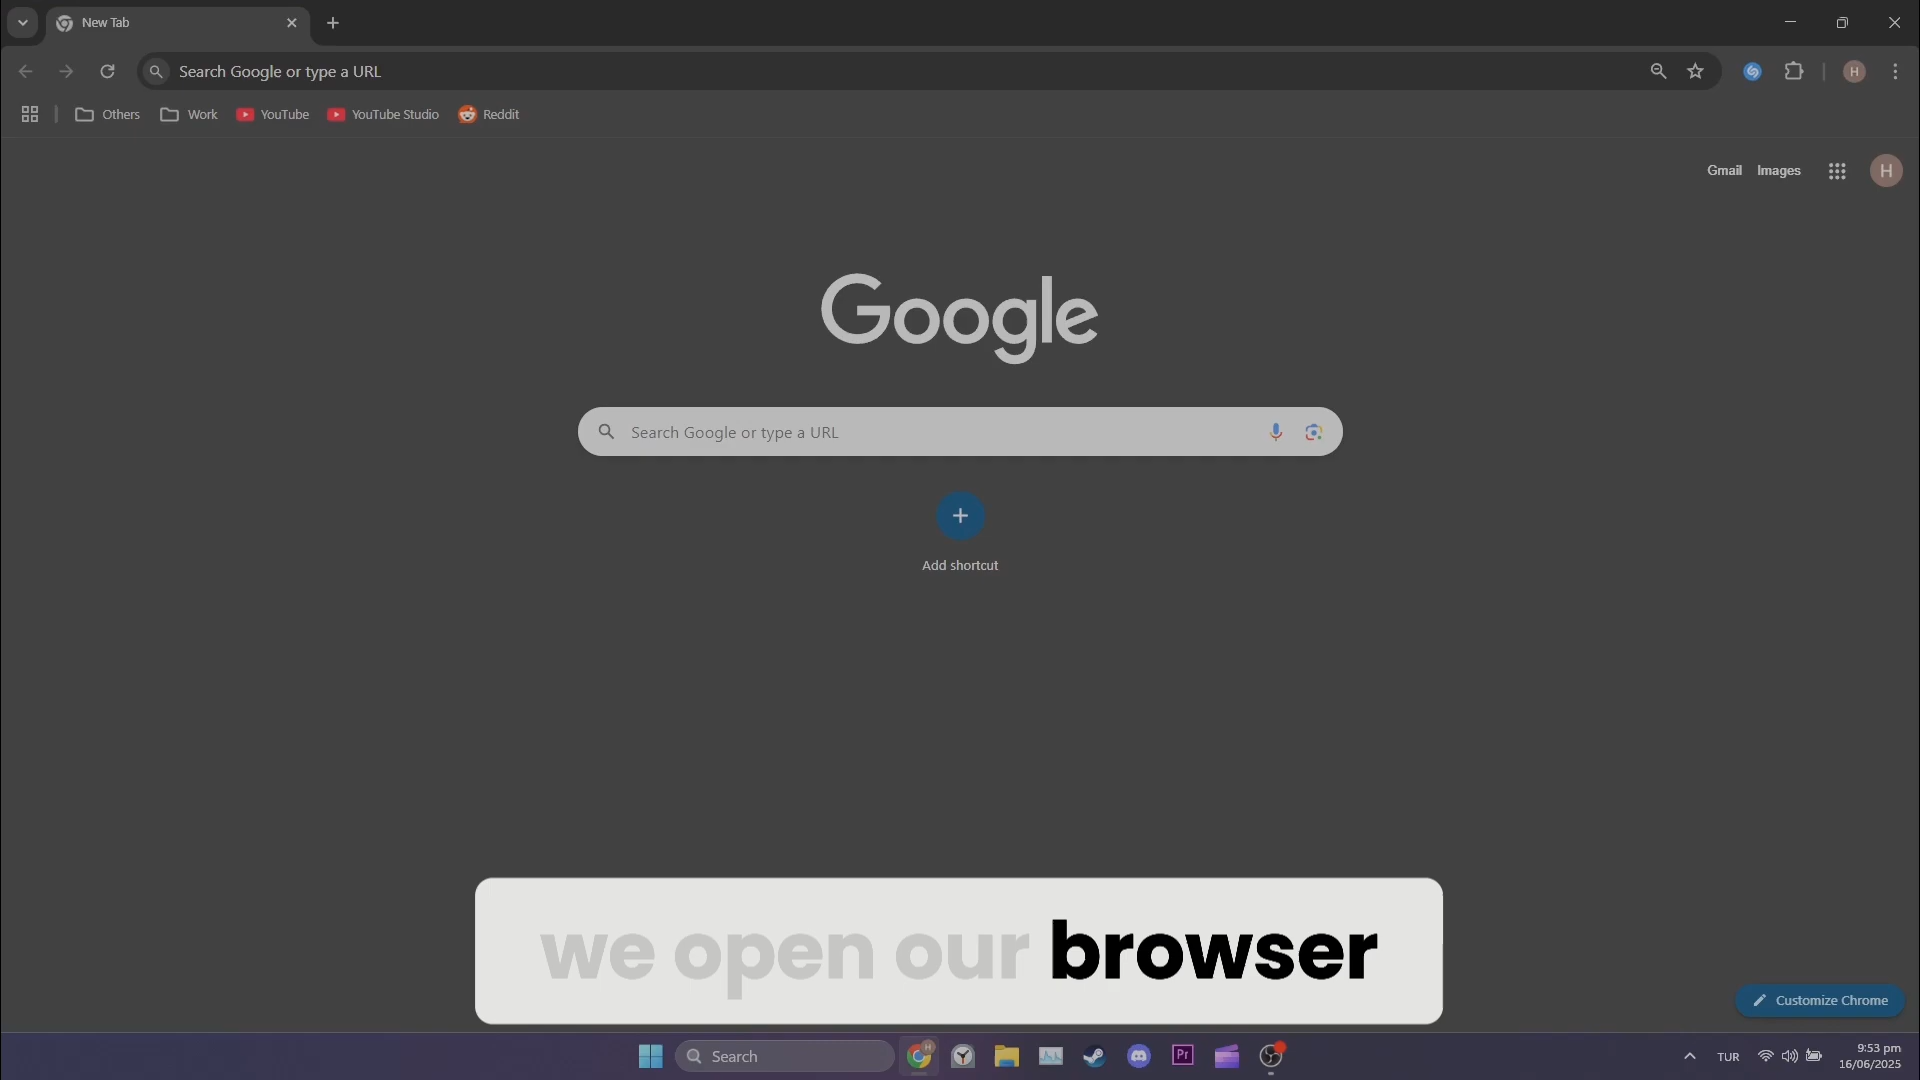 New Tab
Search Google or type a URL
H
Others
Work
YouTube
YouTube Studio
Reddit
Gmail
Images
H
Google
Search Google or type a URL
Add shortcut
we open our browser
Customize Chrome
Search
H
Pr
TUR
9:53 pm
16/06/2025